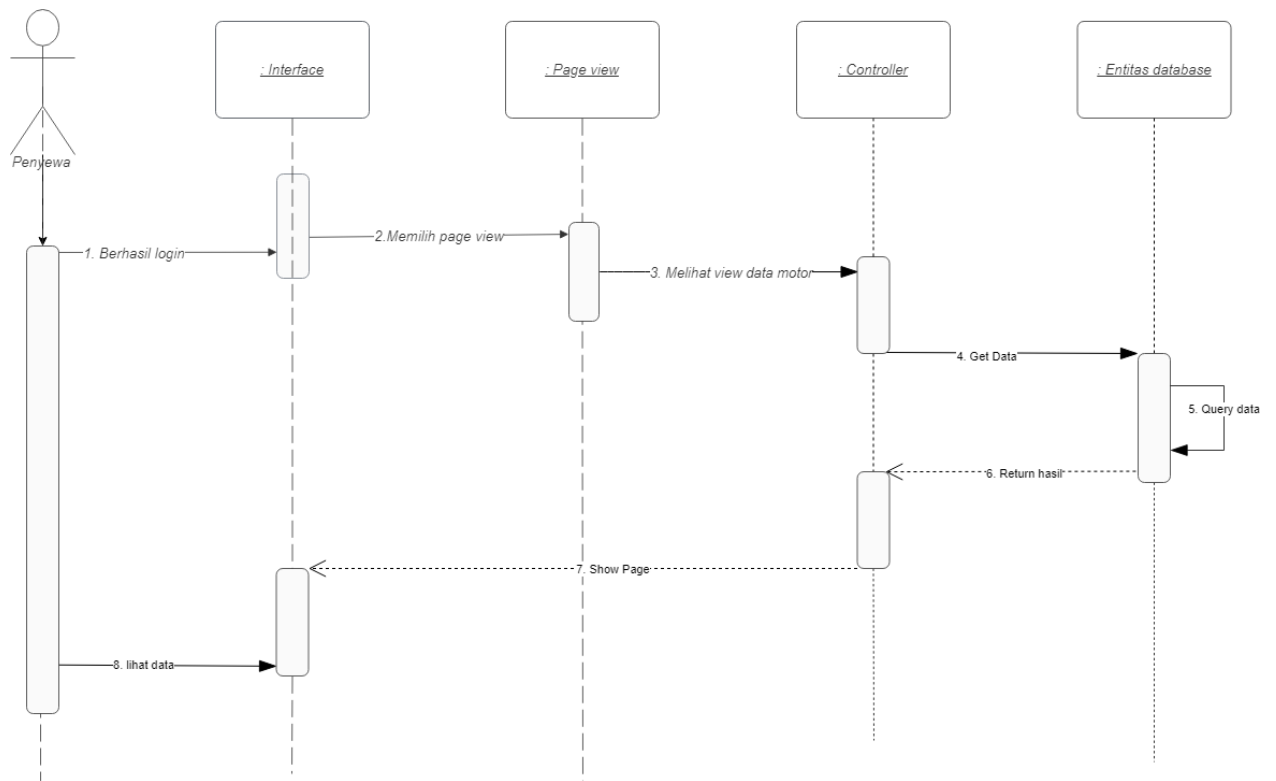 : Interface
: Page view
: Controller
: Entitas database
Penyewa
1. Berhasil login
2.Memilih page view
3. Melihat view data motor
4. Get Data
5. Query data
6. Return hasil
7. Show Page
8. lihat data